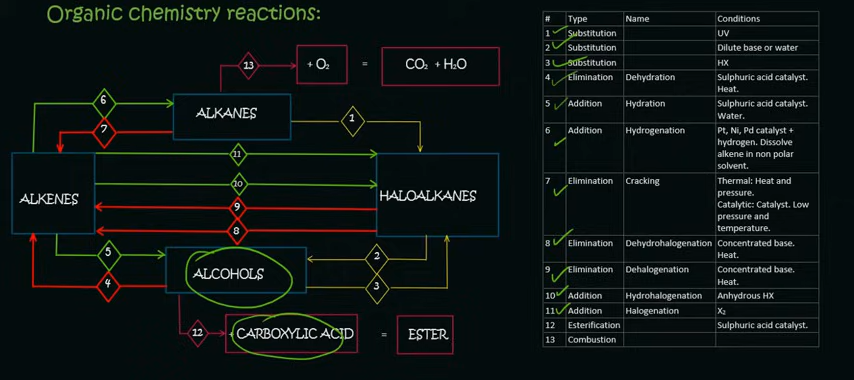 Organic chemistry reactions:
13
+ O₂
=
CO₂ + H₂O
6
ALKANES
1
7
11
10
ALKENES
HALOALKANES
9
8
5
ALCOHOLS
2
4
3
12
+ CARBOXYLIC ACID
=
ESTER
# Type Name Conditions
1 Substitution UV
2 Substitution Dilute base or water
3 Substitution HX
4 Elimination Dehydration Sulphuric acid catalyst.
Heat.
5 Addition Hydration Sulphuric acid catalyst.
Water.
6 Addition Hydrogenation Pt, Ni, Pd catalyst +
hydrogen. Dissolve
alkene in non polar
solvent.
7 Elimination Cracking Thermal: Heat and
pressure.
Catalytic: Catalyst. Low
pressure and
temperature.
8 Elimination Dehydrohalogenation Concentrated base.
Heat.
9 Elimination Dehalogenation Concentrated base.
Heat.
10 Addition Hydrohalogenation Anhydrous HX
11 Addition Halogenation X₂
12 Esterification Sulphuric acid catalyst.
13 Combustion